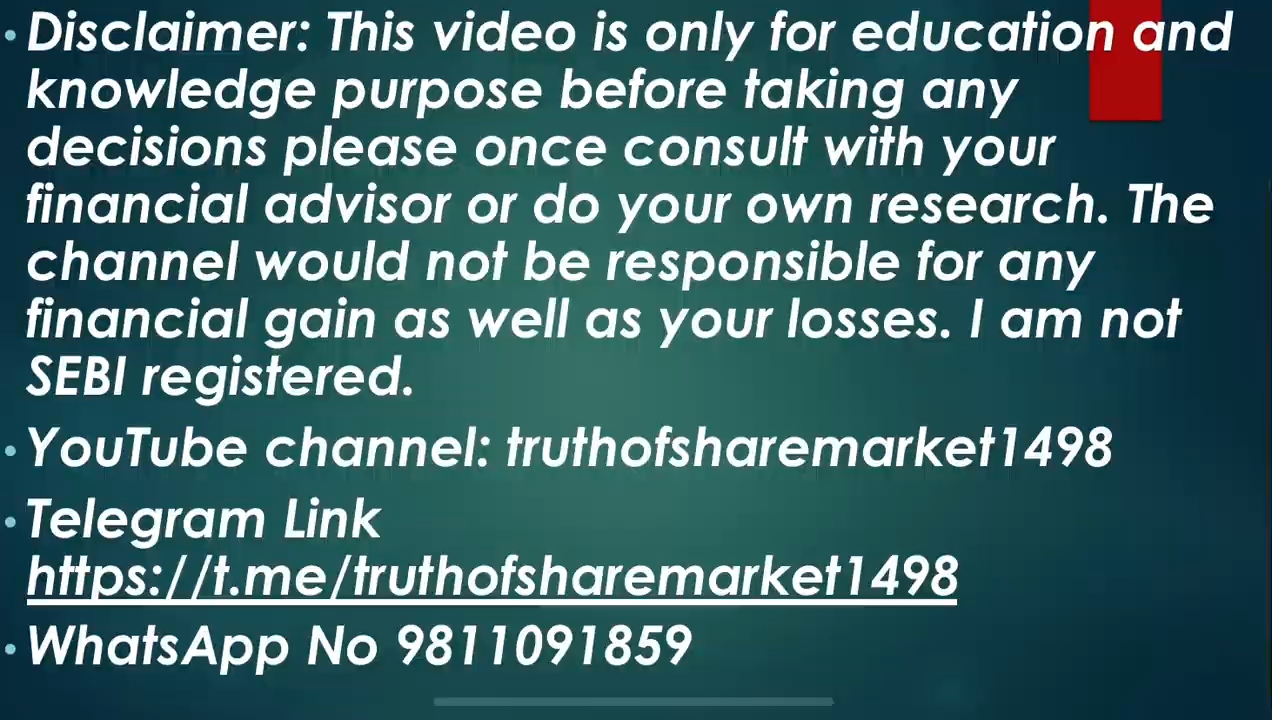 • Disclaimer: This video is only for education and
knowledge purpose before taking any
decisions please once consult with your
financial advisor or do your own research. The
channel would not be responsible for any
financial gain as well as your losses. I am not
SEBI registered.
• YouTube channel: truthofsharemarket1498
• Telegram Link
https://t.me/truthofsharemarket1498
• WhatsApp No 9811091859